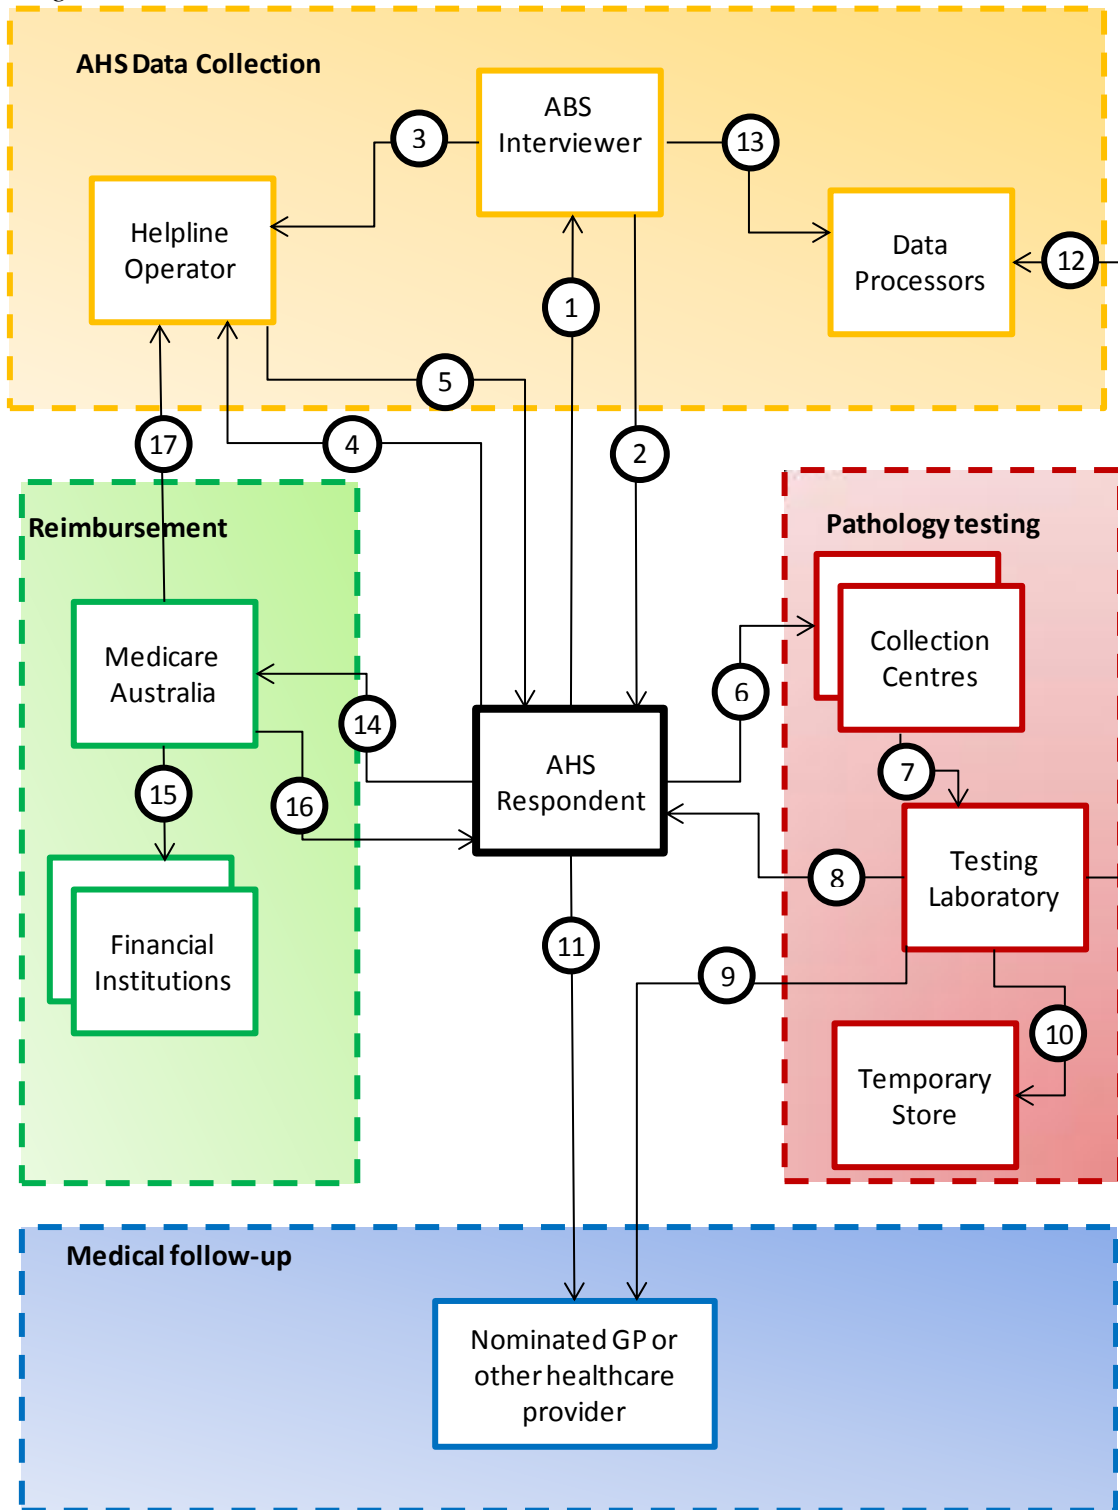 AHS Data Collection
ABS
Interviewer
3
13
Helpline
Operator
Data
Processors
12
1
5
4
2
17
Reimbursement
Pathology testing
Medicare
Australia
Collection
Centres
6
14
7
AHS
Respondent
15
16
8
Testing
Laboratory
Financial
Institutions
11
9
10
Temporary
Store
Medical follow-up
Nominated GP or
other healthcare
provider